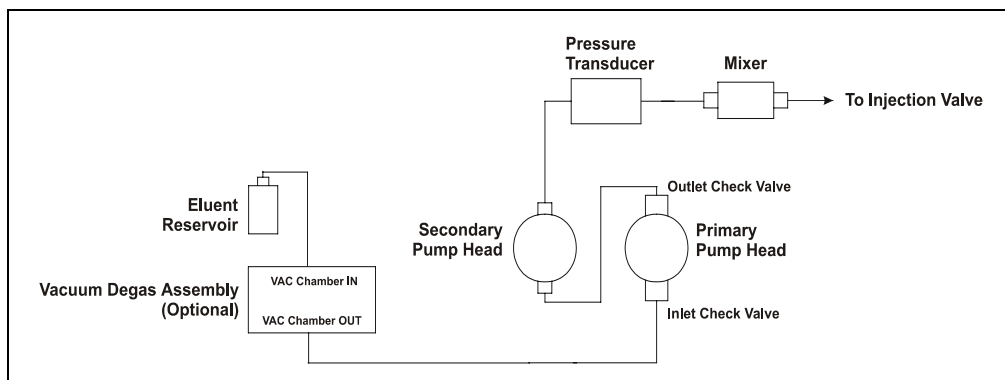 Pressure
Transducer
Mixer
To Injection Valve
Outlet Check Valve
Eluent
Reservoir
Secondary
Pump Head
Primary
Pump Head
VAC Chamber IN
Vacuum Degas Assembly
(Optional)
VAC Chamber OUT
Inlet Check Valve